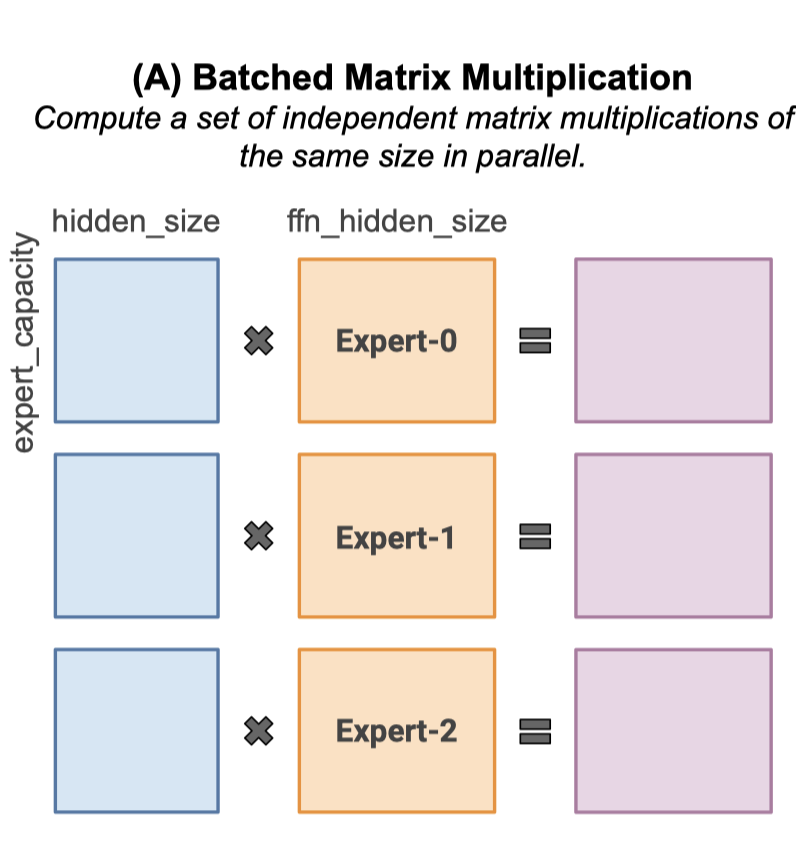 (A) Batched Matrix Multiplication
Compute a set of independent matrix multiplications of
the same size in parallel.
hidden_size
ffn_hidden_size
expert_capacity
Expert-0
Expert-1
Expert-2